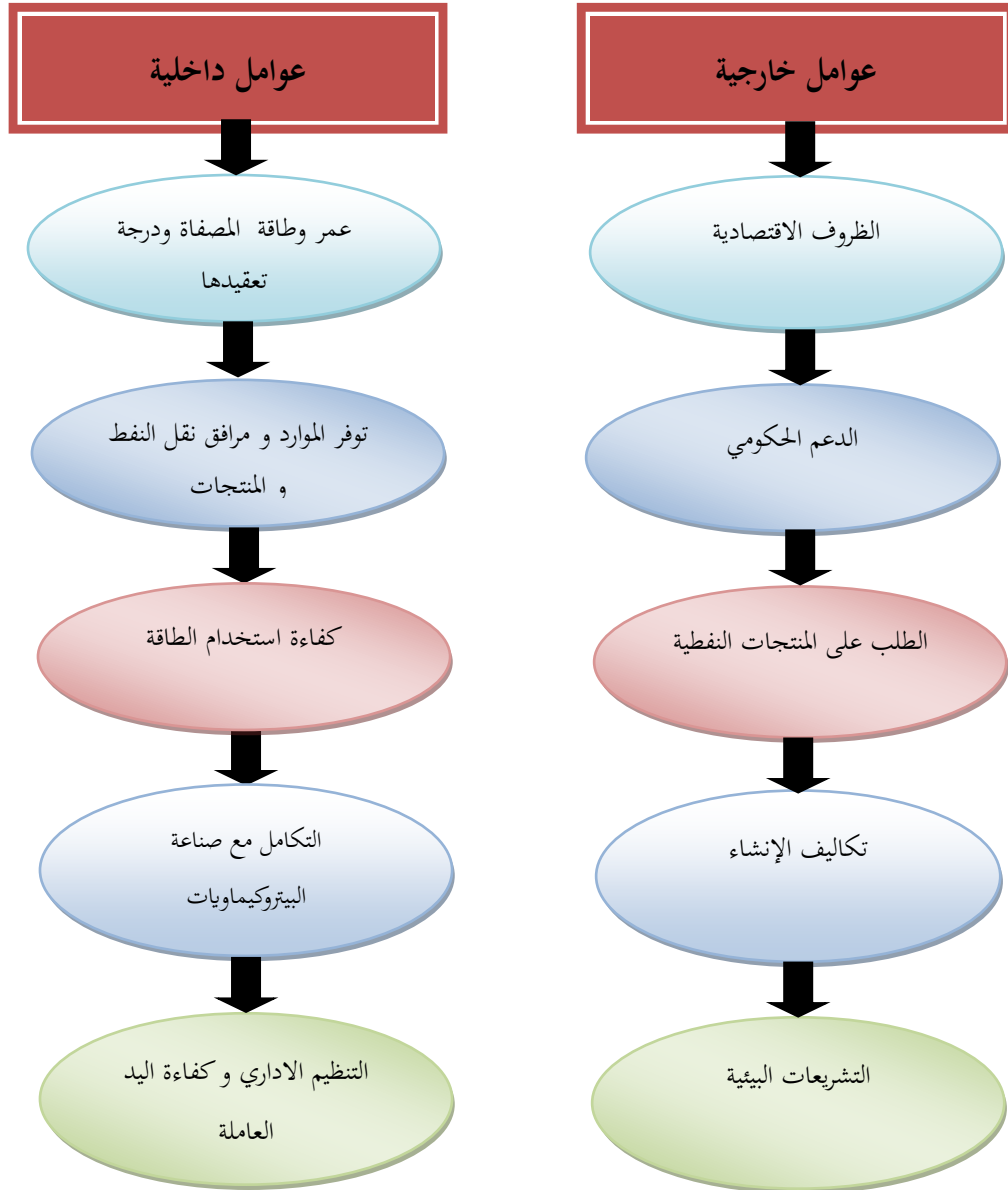 عوامل خارجية
الظروف الاقتصادية
الدعم الحكومي
الطلب على المنتجات النفطية
تكاليف الإنشاء
التشريعات البيئية
عوامل داخلية
عمر وطاقة المصفاة ودرجة
تعقيدها
توفر الموارد و مرافق نقل النفط
و المنتجات
كفاءة استخدام الطاقة
التكامل مع صناعة
البيتروكيماويات
التنظيم الاداري و كفاءة اليد
العاملة